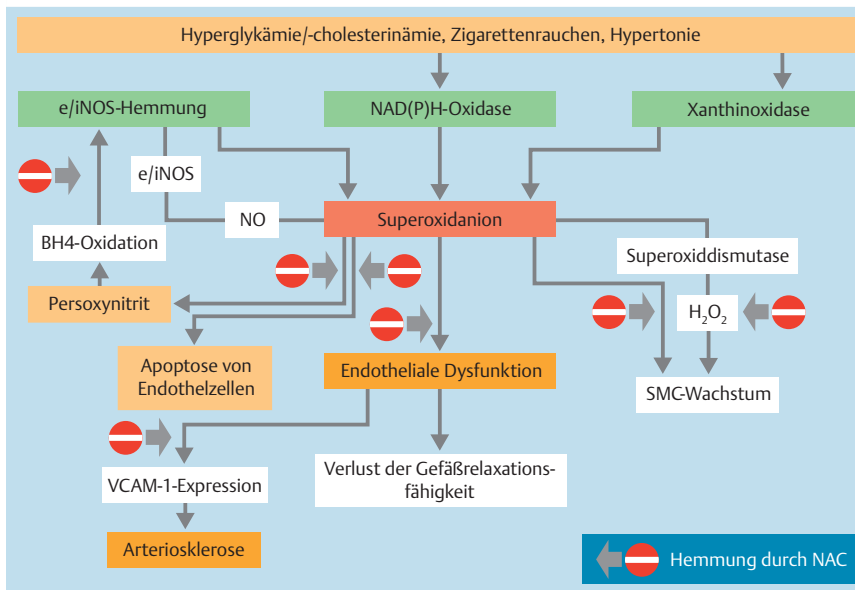 Hyperglykämie/-cholesterinämie, Zigarettenrauchen, Hypertonie
e/iNOS-Hemmung
NAD(P)H-Oxidase
Xanthinoxidase
e/iNOS
NO
Superoxidanion
BH4-Oxidation
Superoxiddismutase
Persoxynitrit
H₂O₂
Apoptose von
Endothelzellen
Endotheliale Dysfunktion
SMC-Wachstum
VCAM-1-Expression
Verlust der Gefäßrelaxations-
fähigkeit
Arteriosklerose
Hemmung durch NAC